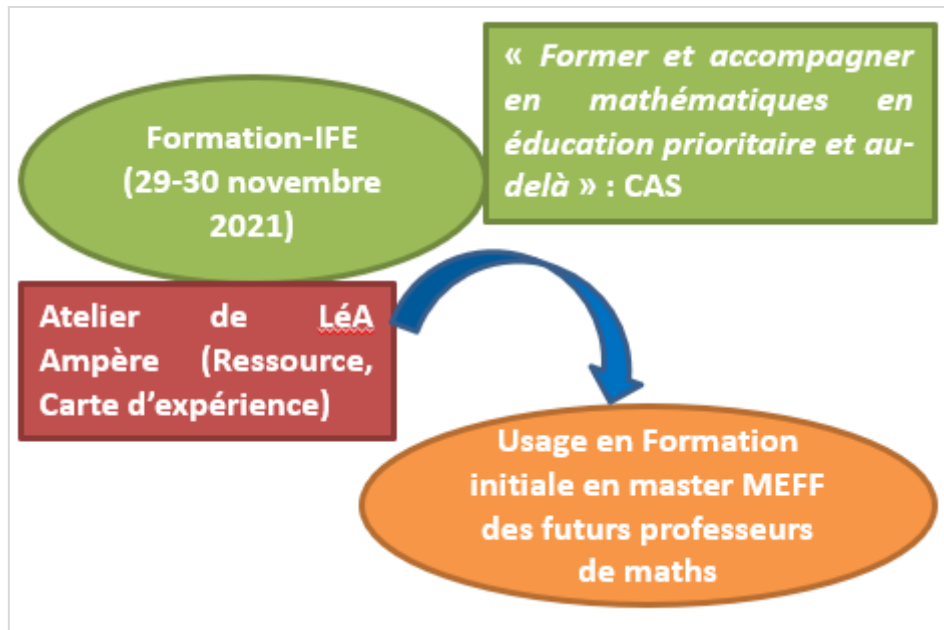 Formation-IFE
(29-30 novembre
2021)
« Former et accompagner
en mathématiques en
éducation prioritaire et au-
delà » : CAS
Atelier de LéA
Ampère (Ressource,
Carte d’expérience)
Usage en Formation
initiale en master MEFF
des futurs professeurs
de maths